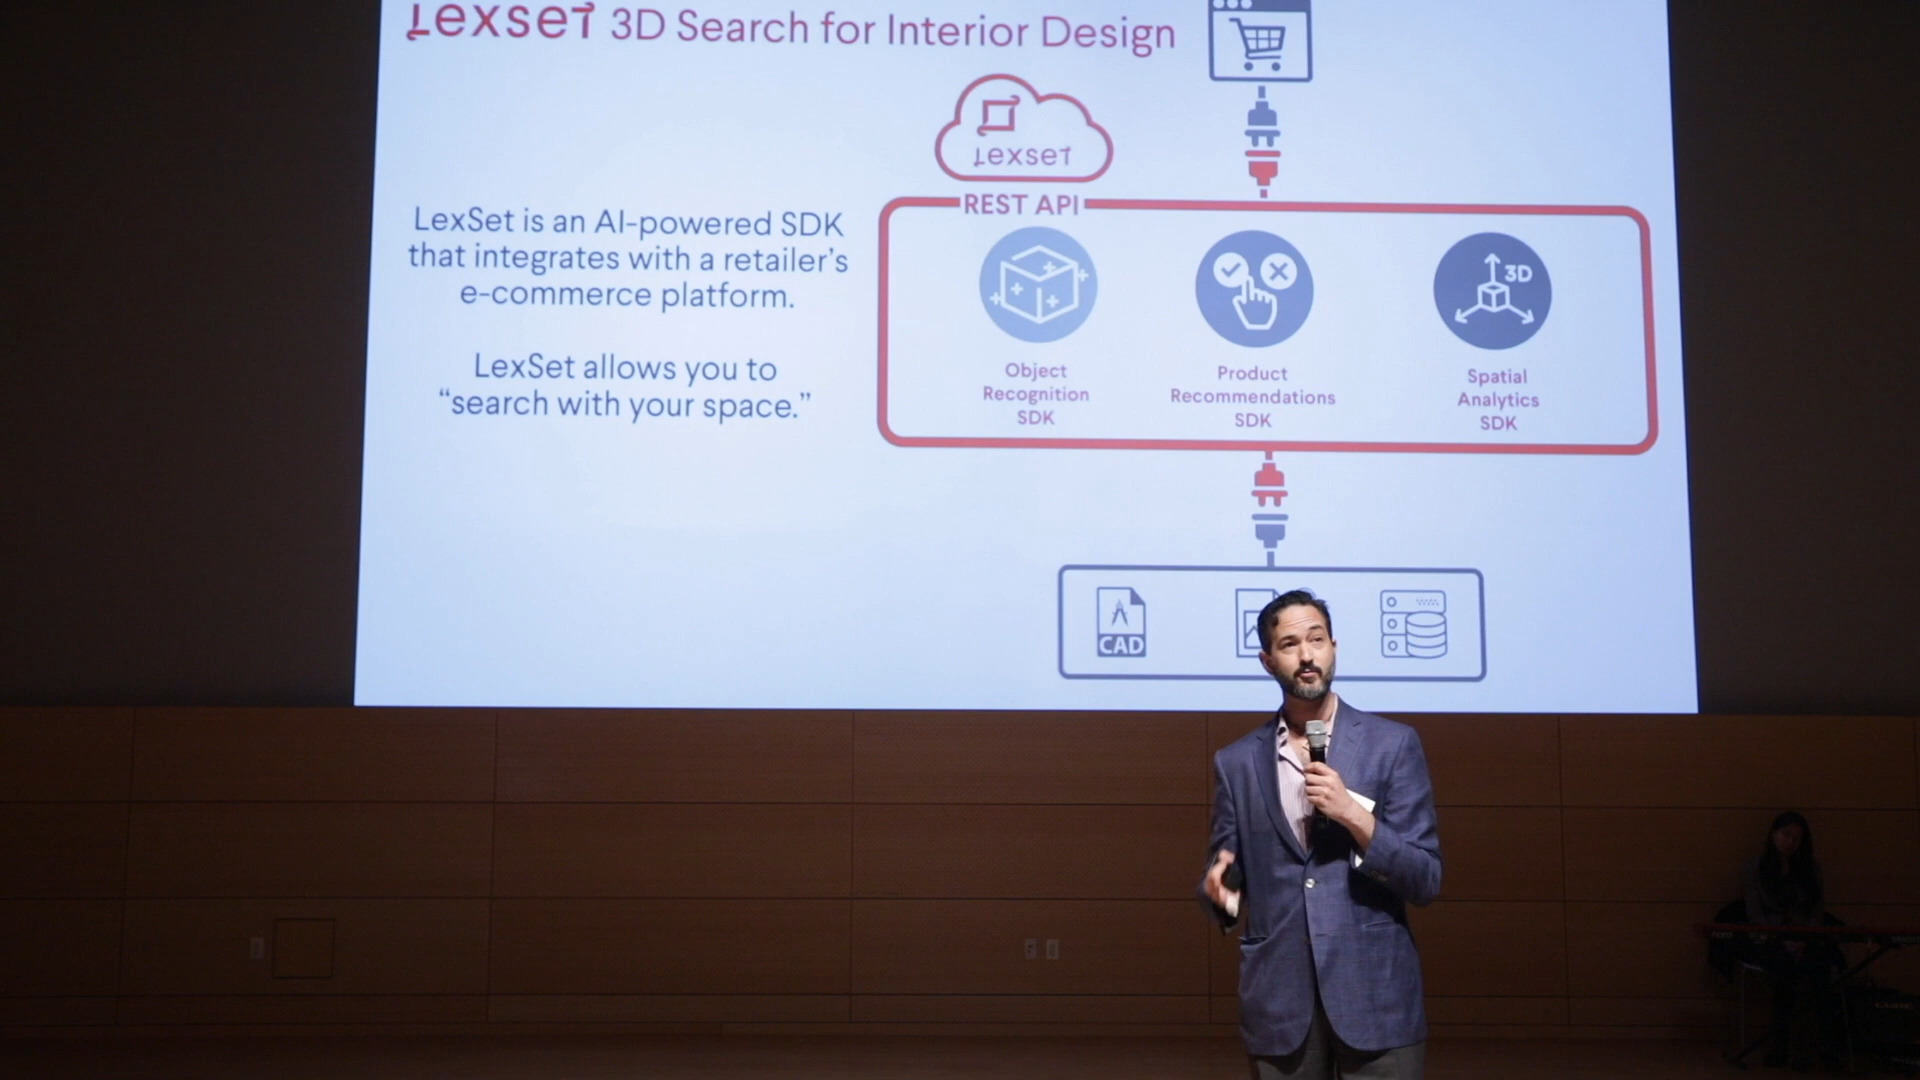 Lexset 3D Search for Interior Design
Lexset
REST API
LexSet is an AI-powered SDK
that integrates with a retailer's
e-commerce platform.
LexSet allows you to
“search with your space.”
3D
Object
Recognition
SDK
Product
Recommendations
SDK
Spatial
Analytics
SDK
CAD